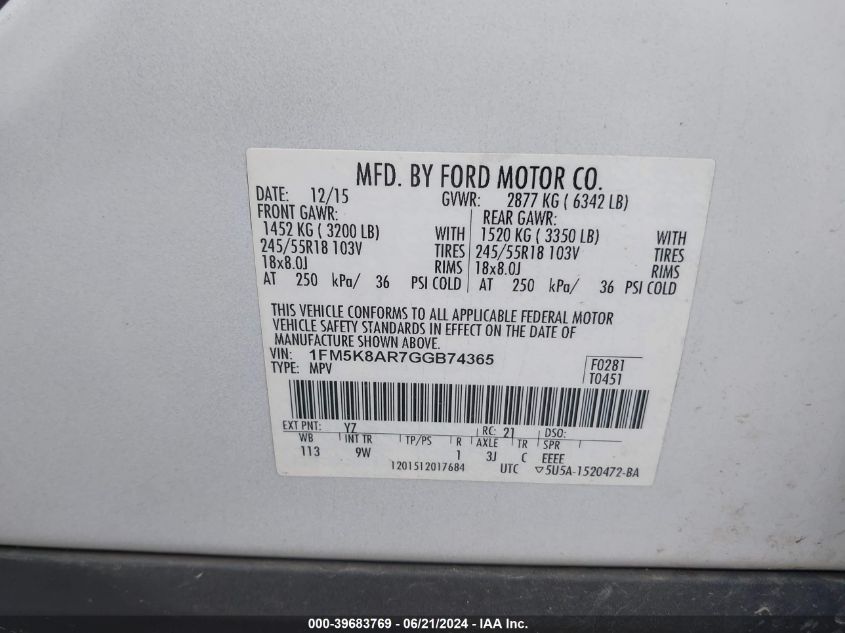 MFD. BY FORD MOTOR CO.
DATE: 12/15 GVWR: 2877 KG ( 6342 LB)
FRONT GAWR: REAR GAWR:
1452 KG ( 3200 LB) WITH 1520 KG ( 3350 LB) WITH
245/55R18 103V TIRES 245/55R18 103V TIRES
18x8.0J RIMS 18x8.0J RIMS
AT 250 kPa/ 36 PSI COLD AT 250 kPa/ 36 PSI COLD
THIS VEHICLE CONFORMS TO ALL APPLICABLE FEDERAL MOTOR
VEHICLE SAFETY STANDARDS IN EFFECT ON THE DATE OF
MANUFACTURE SHOWN ABOVE.
VIN: 1FM5K8AR7GGB74365 F0281
TYPE: MPV T0451
EXT PNT: YZ RC: 21 DSO:
WB INT TR TP/PS R AXLE TR SPR
113 9W 1 3J C EEEE
1201512017684 UTC ▽5U5A-1520472-BA
000-39683769 - 06/21/2024 - IAA, Inc.